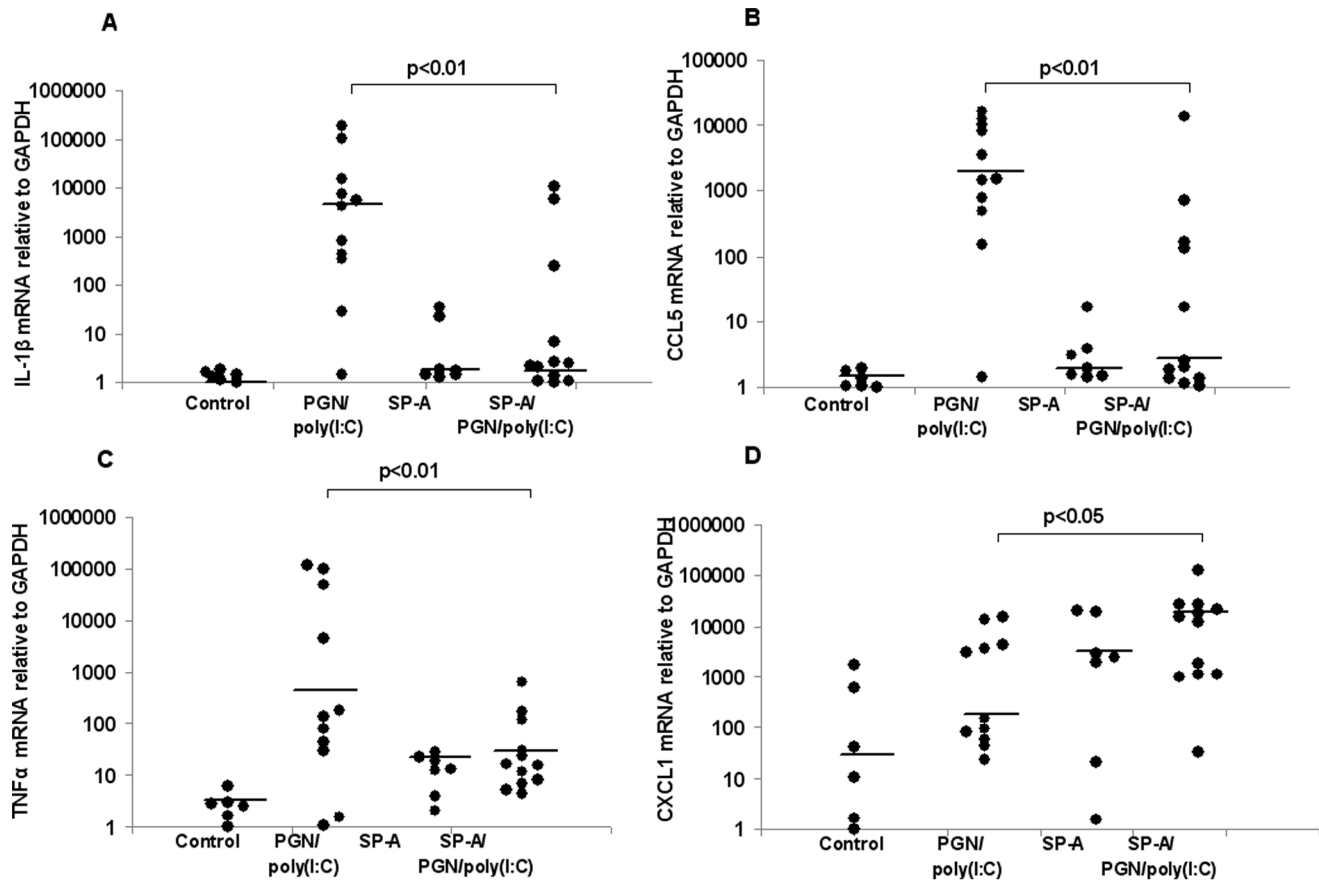 A
p<0.01
IL-1β mRNA relative to GAPDH
1000000
100000
10000
1000
100
10
1
Control
PGN/
poly(I:C)
SP-A
SP-A/
PGN/poly(I:C)
B
p<0.01
CCL5 mRNA relative to GAPDH
100000
10000
1000
100
10
1
Control
PGN/
poly(I:C)
SP-A
SP-A/
PGN/poly(I:C)
C
p<0.01
TNFα mRNA relative to GAPDH
1000000
100000
10000
1000
100
10
1
Control
PGN/
poly(I:C)
SP-A
SP-A/
PGN/poly(I:C)
D
p<0.05
CXCL1 mRNA relative to GAPDH
1000000
100000
10000
1000
100
10
1
Control
PGN/
poly(I:C)
SP-A
SP-A/
PGN/poly(I:C)